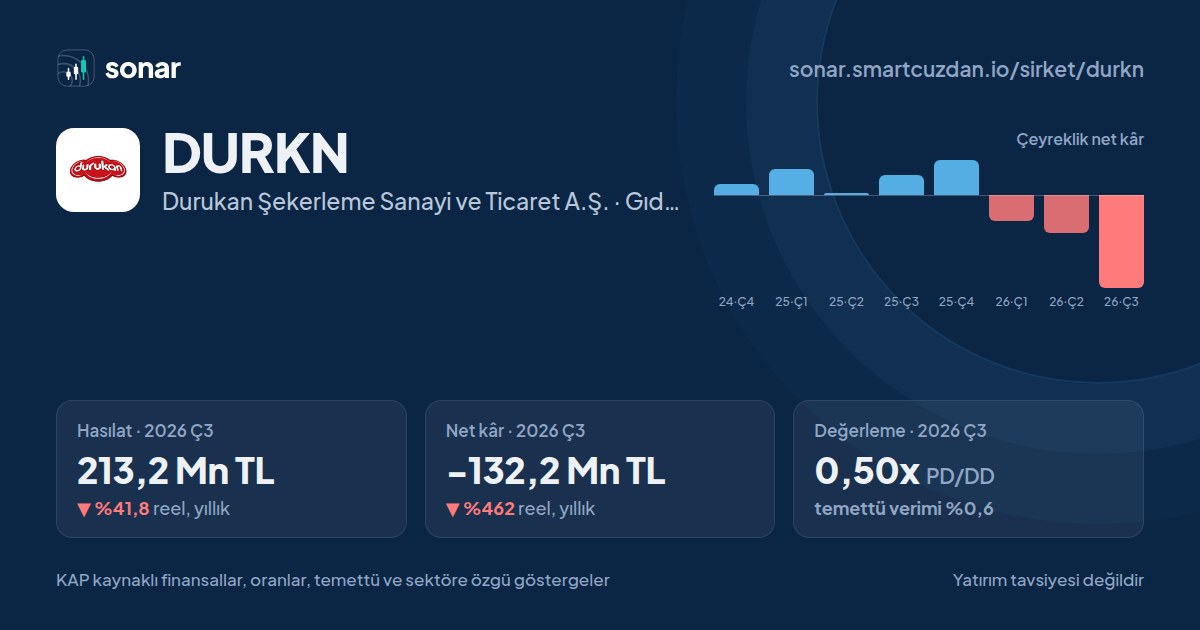 sonar
sonar.smartcuzdan.io/sirket/durkn
durukan
DURKN
Durukan Şekerleme Sanayi ve Ticaret A.Ş. · Gıd...
Çeyreklik net kâr
24·Ç4 25·Ç1 25·Ç2 25·Ç3 25·Ç4 26·Ç1 26·Ç2 26·Ç3
Hasılat · 2026 Ç3
213,2 Mn TL
▼ %41,8 reel, yıllık
Net kâr · 2026 Ç3
-132,2 Mn TL
▼ %462 reel, yıllık
Değerleme · 2026 Ç3
0,50x PD/DD
temettü verimi %0,6
KAP kaynaklı finansallar, oranlar, temettü ve sektöre özgü göstergeler
Yatırım tavsiyesi değildir